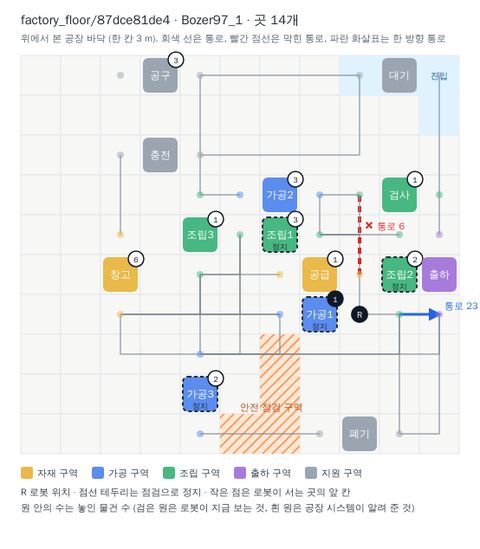 factory_floor/87dce81de4 · Bozer97_1 · 곳 14개
위에서 본 공장 바닥 (한 칸 3 m). 회색 선은 통로, 빨간 점선은 막힌 통로, 파란 화살표는 한 방향 통로
공구 3
대기
진입
충전
가공2 3
검사 1
조립3 1
조립1 3
정지
✕ 통로 6
창고 6
공급 1
조립2 2
정지
출하
가공1 1
정지
R
통로 23
가공3 2
정지
안전 점검 구역
폐기
자재 구역 가공 구역 조립 구역 출하 구역 지원 구역
R 로봇 위치 · 점선 테두리는 점검으로 정지 · 작은 점은 로봇이 서는 곳의 앞 칸
원 안의 수는 놓인 물건 건수 (검은 원은 로봇이 지금 보는 것, 흰 원은 공장 시스템이 알려 준 것)